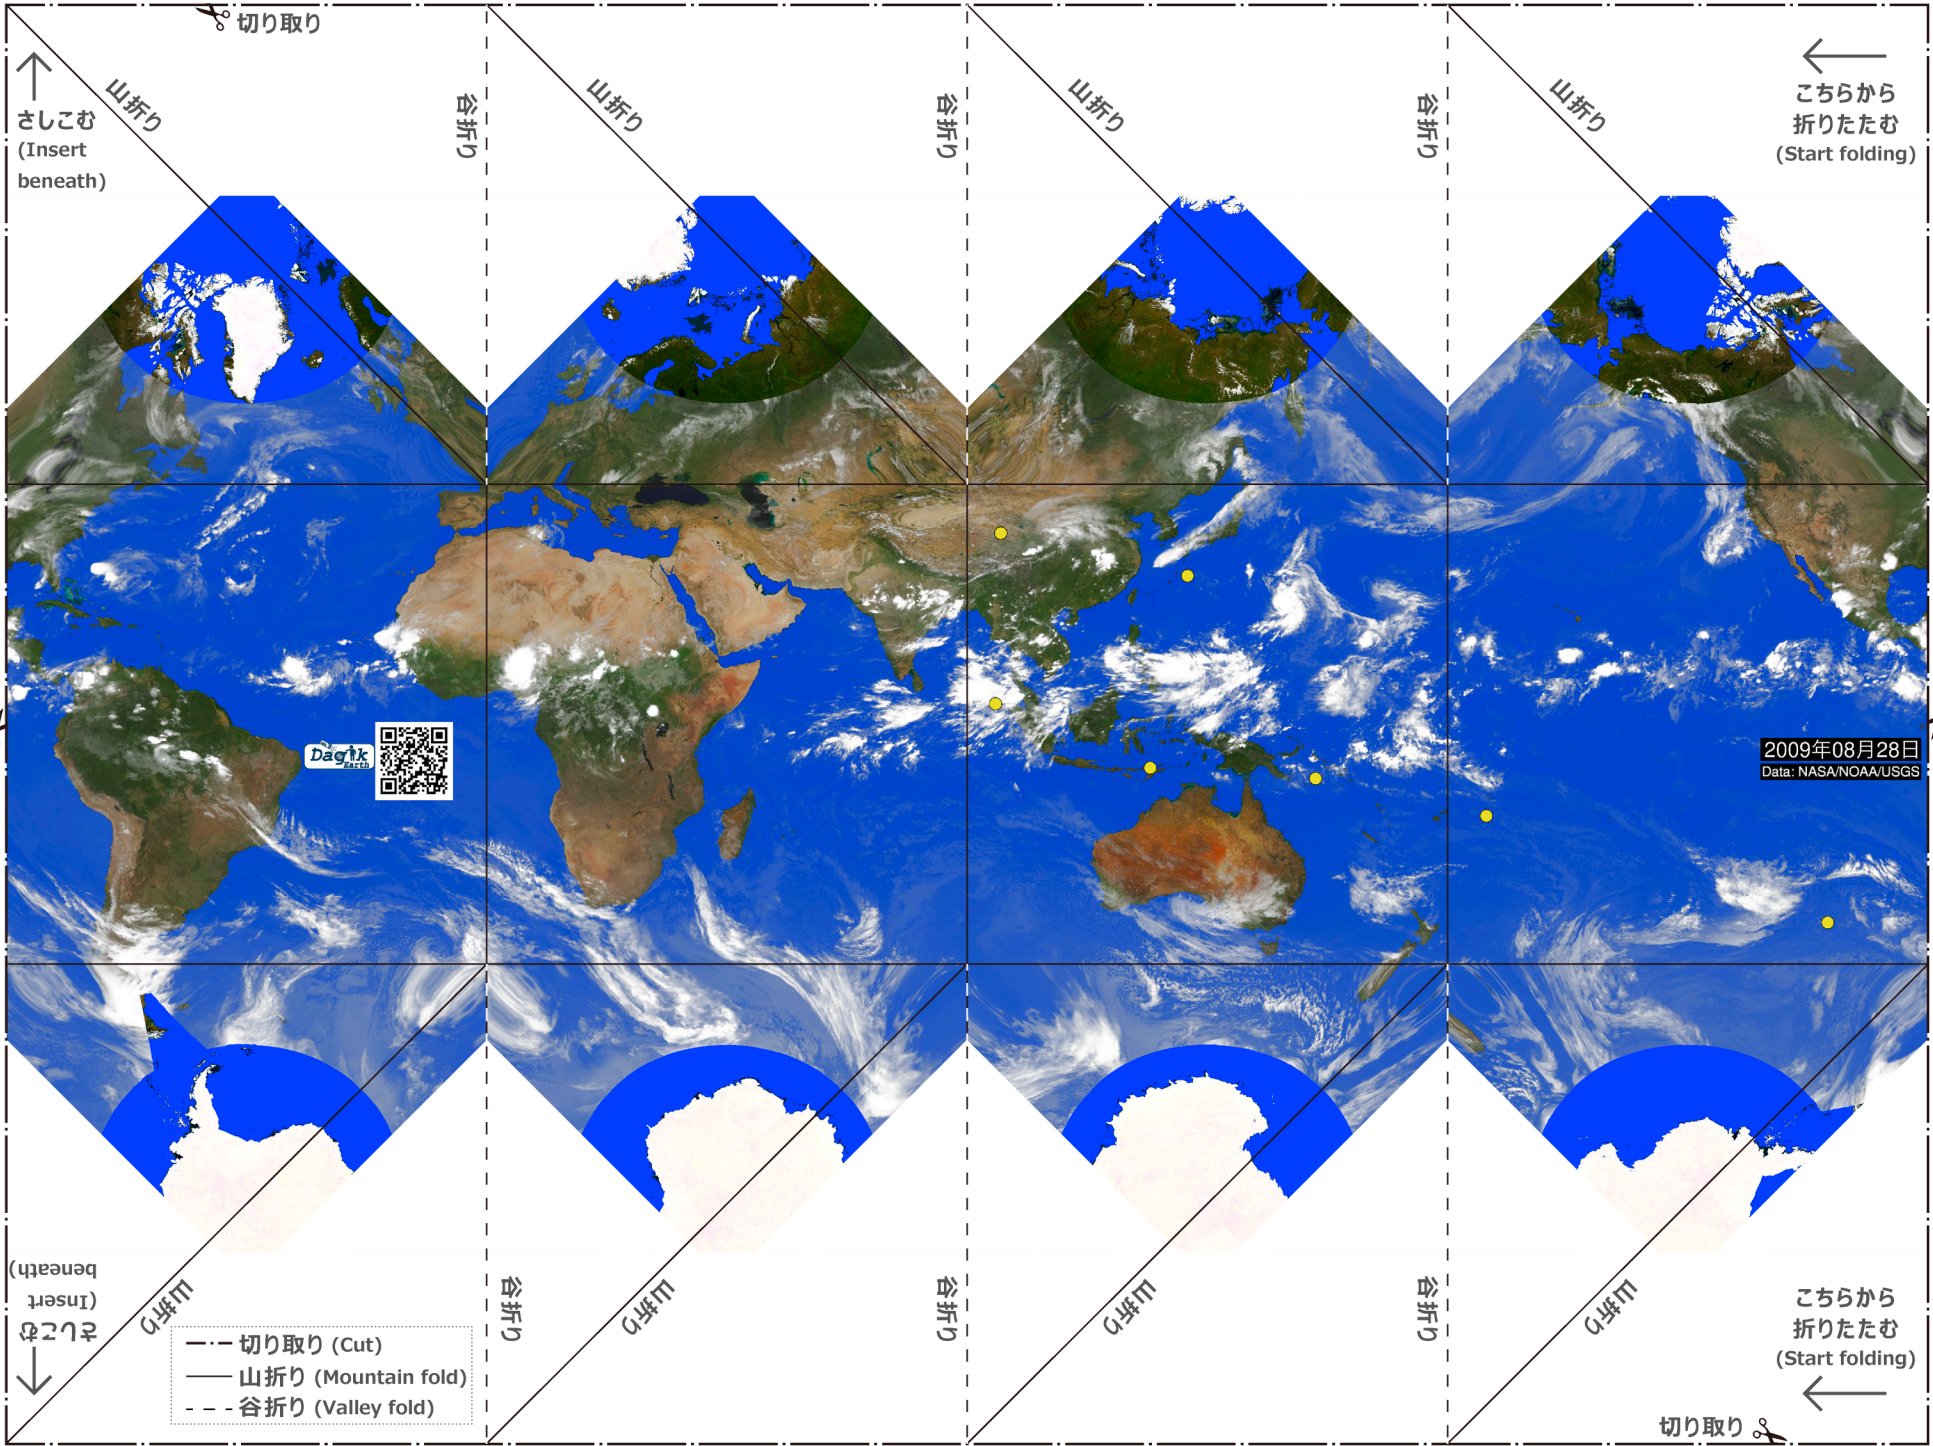 切り取り
山折り
谷折り
山折り
谷折り
山折り
谷折り
山折り
さしこむ
(Insert
beneath)
こちらから
折りたたむ
(Start folding)
Dagik
Earth
2009年08月28日
Data: NASA/NOAA/USGS
さしこむ
(Insert
beneath)
山折り
谷折り
山折り
谷折り
山折り
谷折り
山折り
こちらから
折りたたむ
(Start folding)
切り取り (Cut)
山折り (Mountain fold)
谷折り (Valley fold)
切り取り